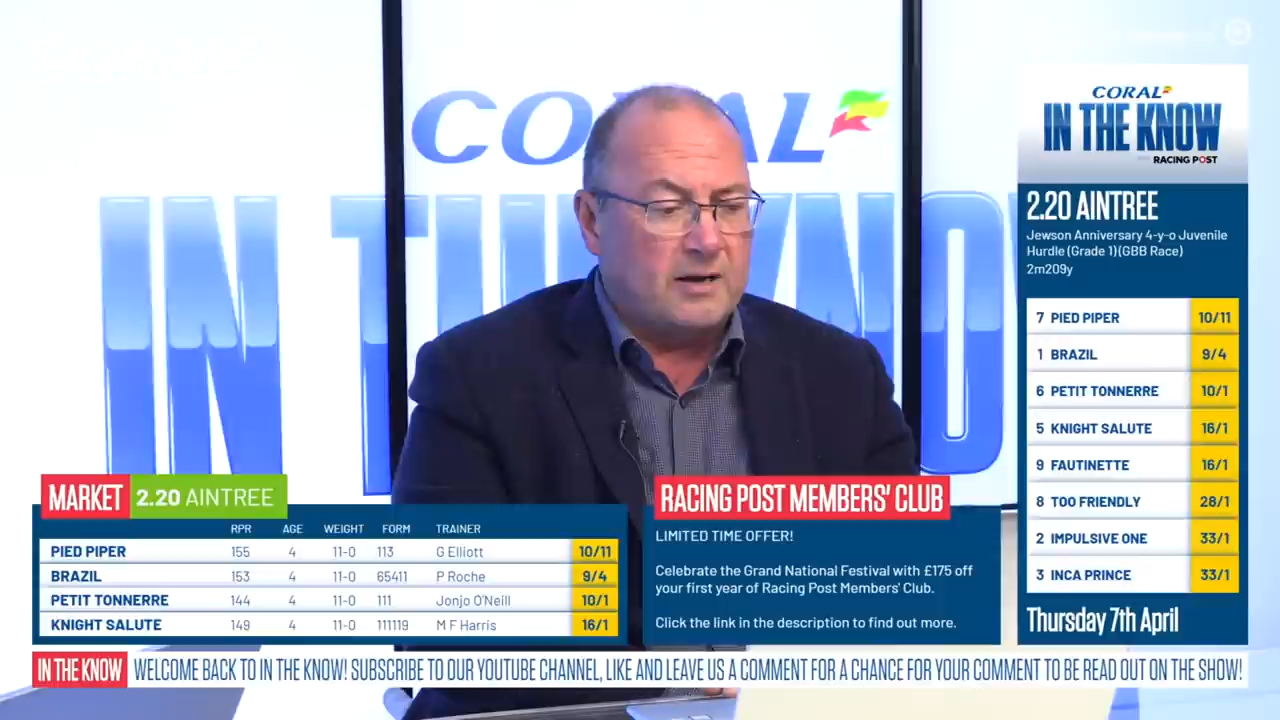 CORAL
IN THE KNOW
CORAL
IN THE KNOW
RACING POST
2.20 AINTREE
Jewson Anniversary 4-y-o Juvenile
Hurdle (Grade 1)(GBB Race)
2m209y
7 PIED PIPER 10/11
1 BRAZIL 9/4
6 PETIT TONNERRE 10/1
5 KNIGHT SALUTE 16/1
9 FAUTINETTE 16/1
8 TOO FRIENDLY 28/1
2 IMPULSIVE ONE 33/1
3 INCA PRINCE 33/1
Thursday 7th April
MARKET 2.20 AINTREE
RPR AGE WEIGHT FORM TRAINER
PIED PIPER 155 4 11-0 113 G Elliott 10/11
BRAZIL 153 4 11-0 65411 P Roche 9/4
PETIT TONNERRE 144 4 11-0 111 Jonjo O'Neill 10/1
KNIGHT SALUTE 149 4 11-0 111119 M F Harris 16/1
RACING POST MEMBERS' CLUB
LIMITED TIME OFFER!
Celebrate the Grand National Festival with £175 off
your first year of Racing Post Members' Club.
Click the link in the description to find out more.
IN THE KNOW WELCOME BACK TO IN THE KNOW! SUBSCRIBE TO OUR YOUTUBE CHANNEL, LIKE AND LEAVE US A COMMENT FOR A CHANCE FOR YOUR COMMENT TO BE READ OUT ON THE SHOW!